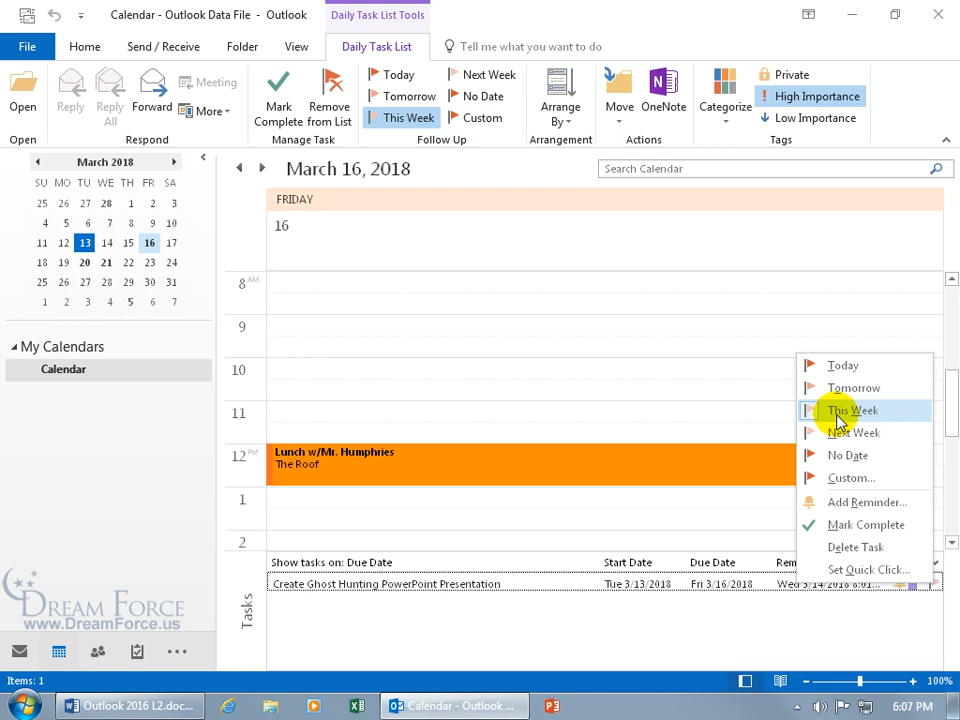 Calendar - Outlook Data File - Outlook
Daily Task List Tools
File
Home
Send / Receive
Folder
View
Daily Task List
Tell me what you want to do
Open
Reply
Reply All
Forward
Meeting
More
Mark Complete
Remove from List
Today
Tomorrow
This Week
Next Week
No Date
Custom
Arrange By
Move
OneNote
Categorize
Private
High Importance
Low Importance
Open
Respond
Manage Task
Follow Up
Arrangement
Actions
Tags
March 2018
SU MO TU WE TH FR SA
25 26 27 28 1 2 3
4 5 6 7 8 9 10
11 12 13 14 15 16 17
18 19 20 21 22 23 24
25 26 27 28 29 30 31
1 2 3 4 5 6 7
My Calendars
Calendar
March 16, 2018
Search Calendar
FRIDAY
16
8 AM
9
10
11
12 PM
Lunch w/Mr. Humphries
The Roof
1
2
Today
Tomorrow
This Week
Next Week
No Date
Custom...
Add Reminder...
Mark Complete
Delete Task
Set Quick Click...
Tasks
Show tasks on: Due Date Start Date Due Date Rem
Create Ghost Hunting PowerPoint Presentation Tue 3/13/2018 Fri 3/16/2018 Wed 3/14/2018 8:01...
DREAM FORCE
www.DreamForce.us
Items: 1
100%
Outlook 2016 L2.doc...
Calendar - Outlook ...
6:07 PM